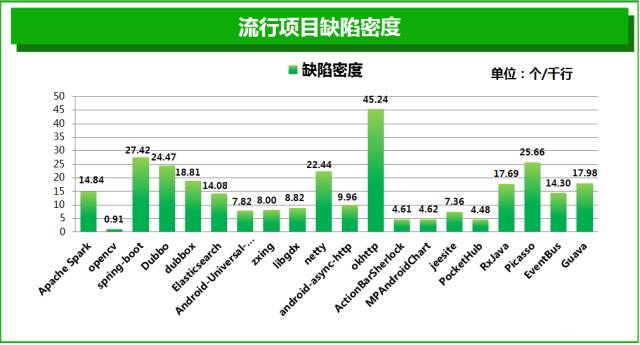 流行项目缺陷密度
缺陷密度
单位：个/千行
50
45
40
35
30
25
20
15
10
5
0
14.84
0.91
27.42
24.47
18.81
14.08
7.82
8.00
8.82
22.44
9.96
45.24
4.61
4.62
7.36
4.48
17.69
25.66
14.30
17.98
Apache Spark
opencv
spring-boot
Dubbo
dubbox
Elasticsearch
Android-Universal-...
zxing
libgdx
netty
android-async-http
okhttp
ActionBarSherlock
MPAndroidChart
jeesite
PocketHub
RxJava
Picasso
EventBus
Guava